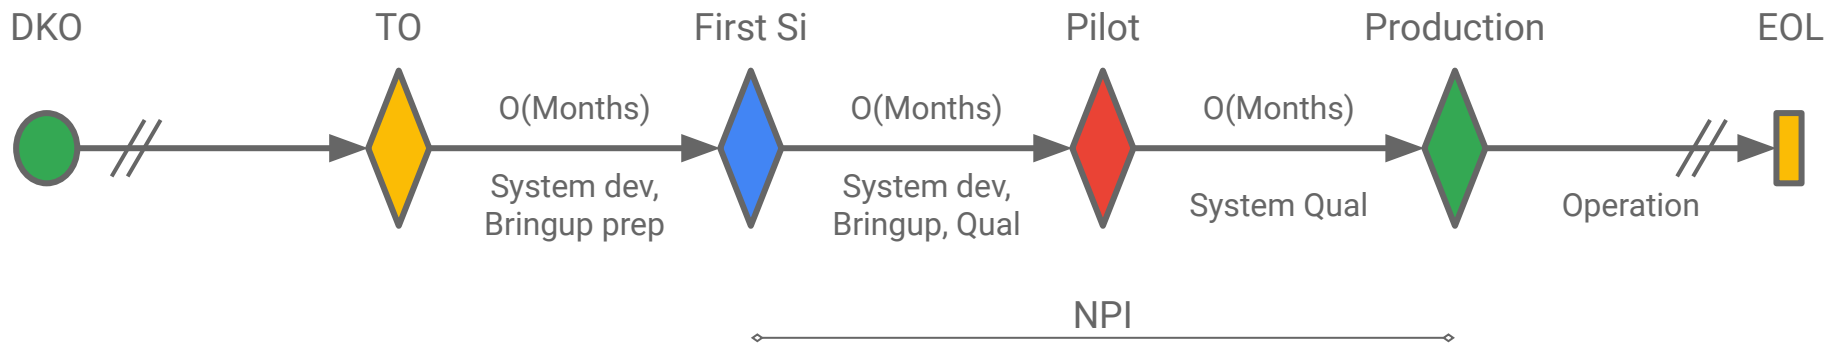 DKO
TO
First Si
Pilot
Production
EOL
O(Months)
O(Months)
O(Months)
System dev,
Bringup prep
System dev,
Bringup, Qual
System Qual
Operation
NPI